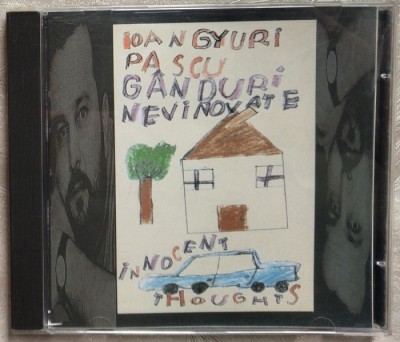 IOAN GYURI
PASCU
GÂNDURI
NEVINOVATE
INNOCENT
THOUGHTS